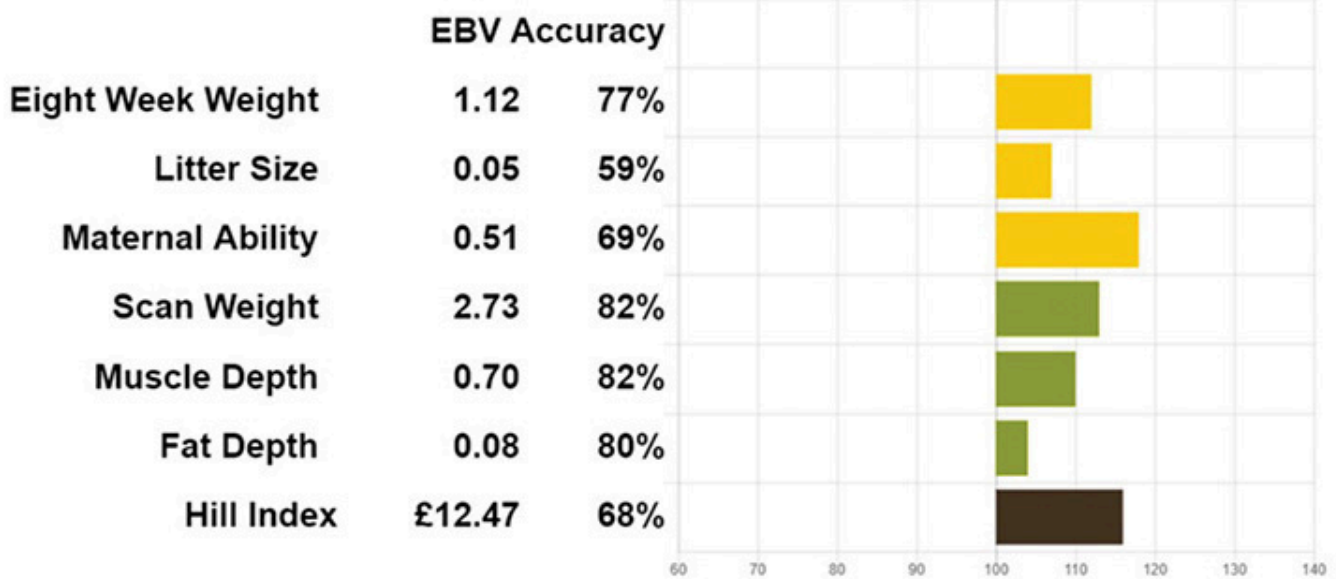 EBV Accuracy
Eight Week Weight 1.12 77%
Litter Size 0.05 59%
Maternal Ability 0.51 69%
Scan Weight 2.73 82%
Muscle Depth 0.70 82%
Fat Depth 0.08 80%
Hill Index £12.47 68%
60 70 80 90 100 110 120 130 140